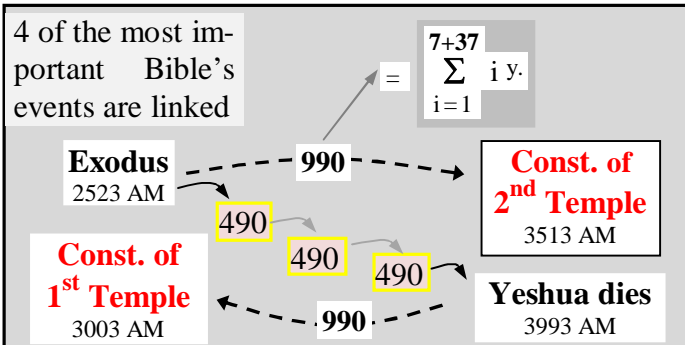 4 of the most im-
portant Bible's
events are linked
7+37
= Σ i y.
i=1
Exodus
2523 AM
990
Const. of
2nd Temple
3513 AM
490
490
490
Const. of
1st Temple
3003 AM
990
Yeshua dies
3993 AM